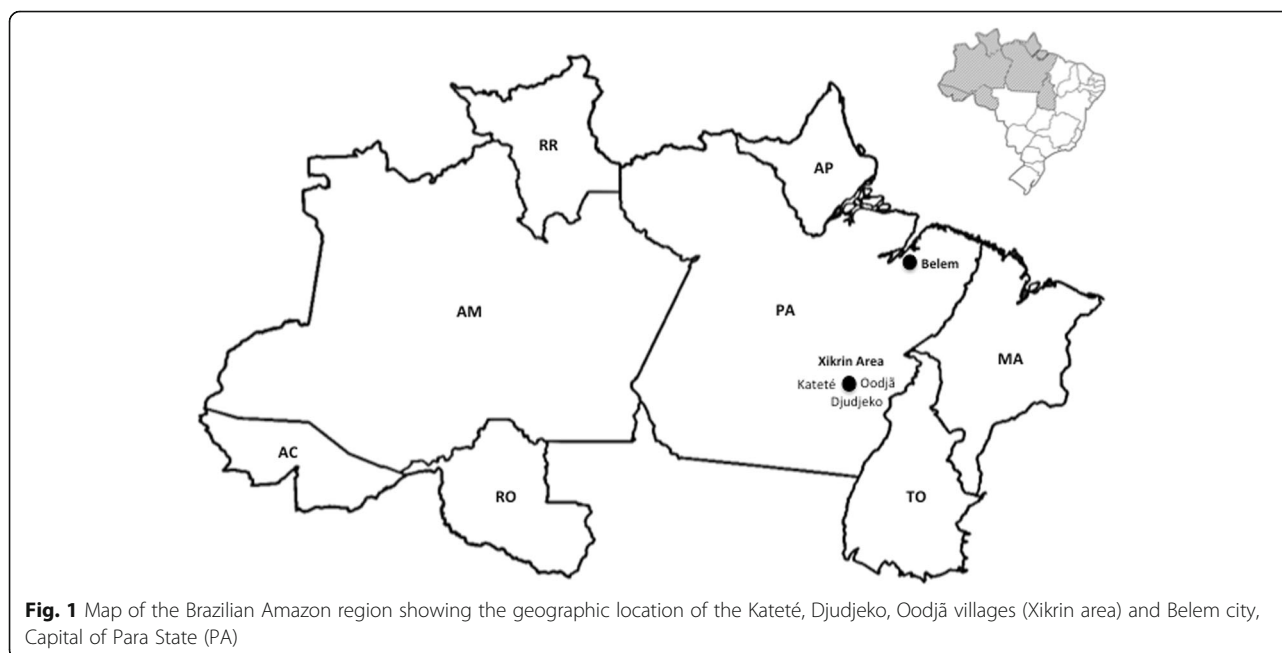 RR
AP
Belem
AM
PA
Xikrin Area
MA
Kateté Oodjã
Djudjeko
AC
RO
TO
Fig. 1 Map of the Brazilian Amazon region showing the geographic location of the Kateté, Djudjeko, Oodjã villages (Xikrin area) and Belem city,
Capital of Para State (PA)